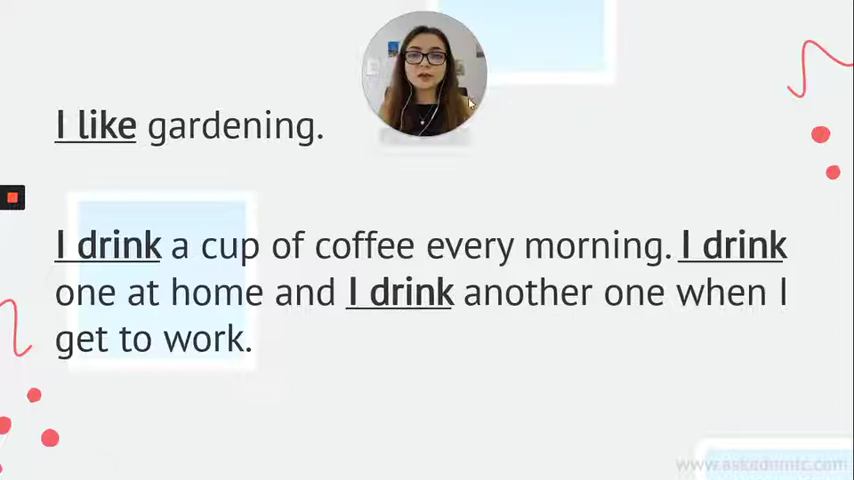 I like gardening.
I drink a cup of coffee every morning. I drink
one at home and I drink another one when I
get to work.